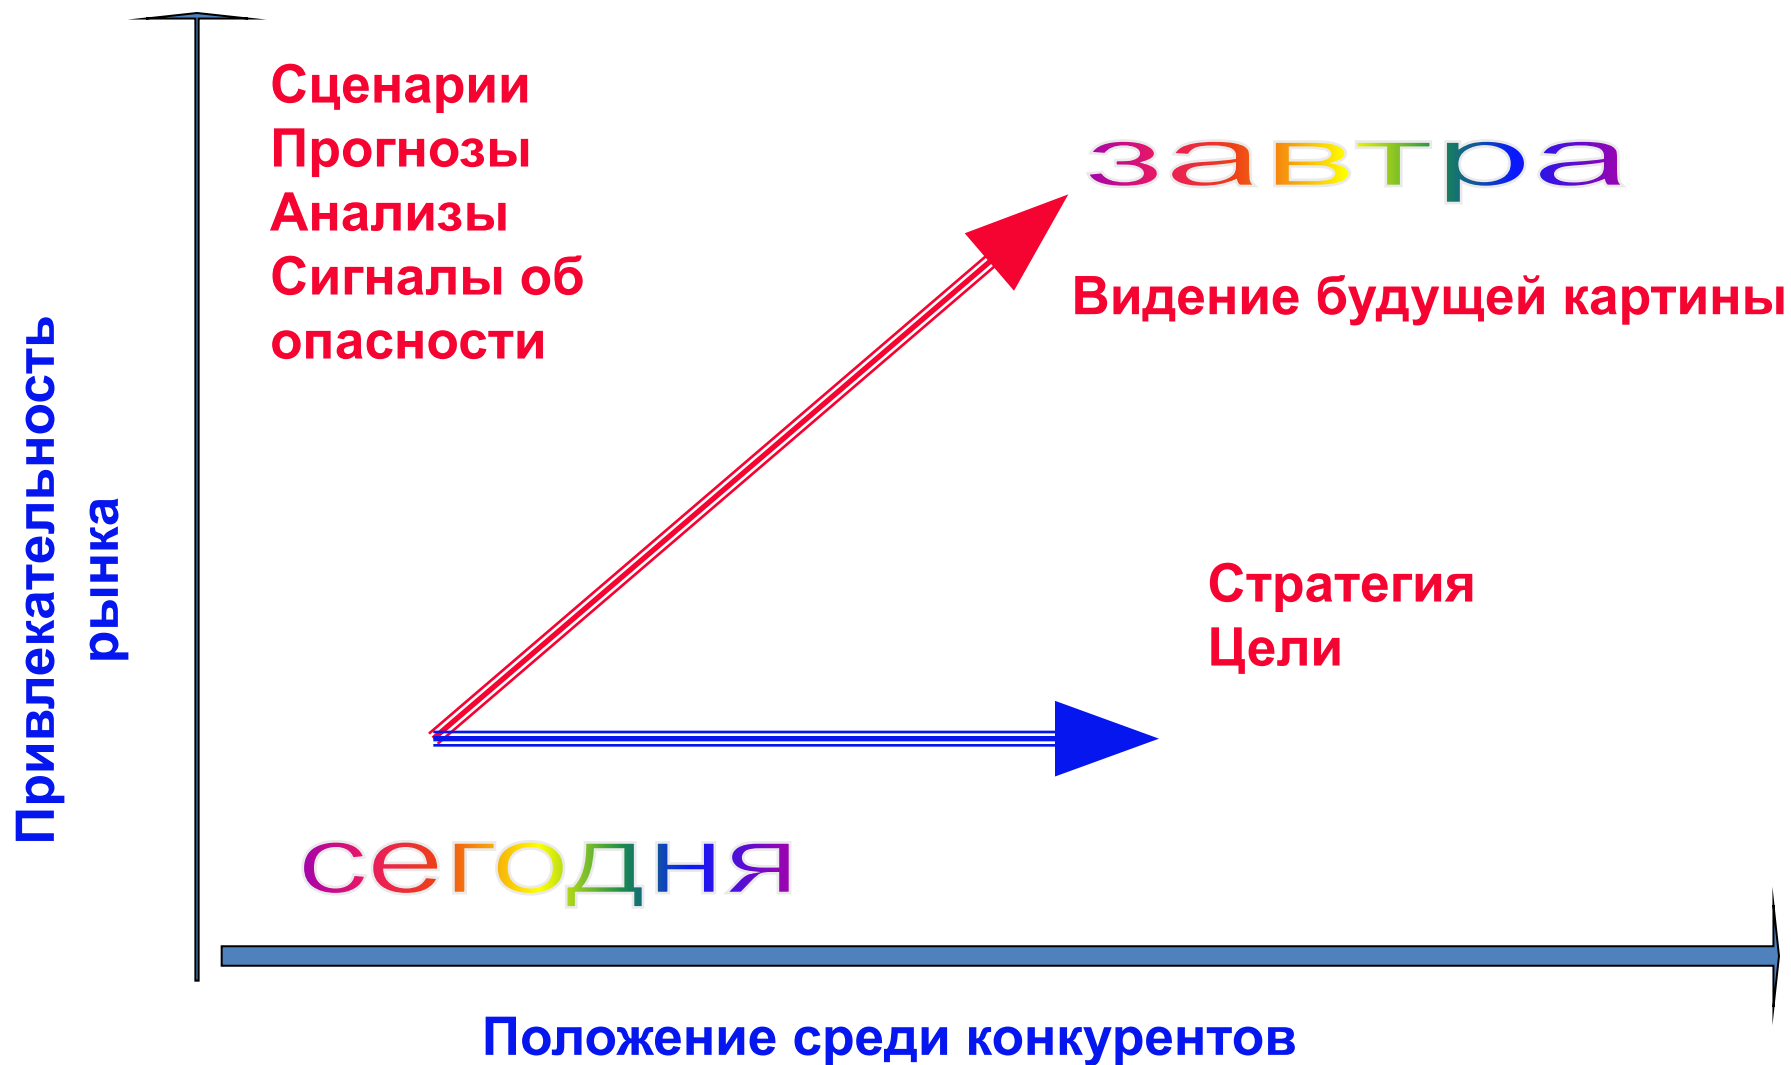 Сценарии
Прогнозы
Анализы
Сигналы об
опасности
завтра
Видение будущей картины
Привлекательность
рынка
Стратегия
Цели
сегодня
Положение среди конкурентов